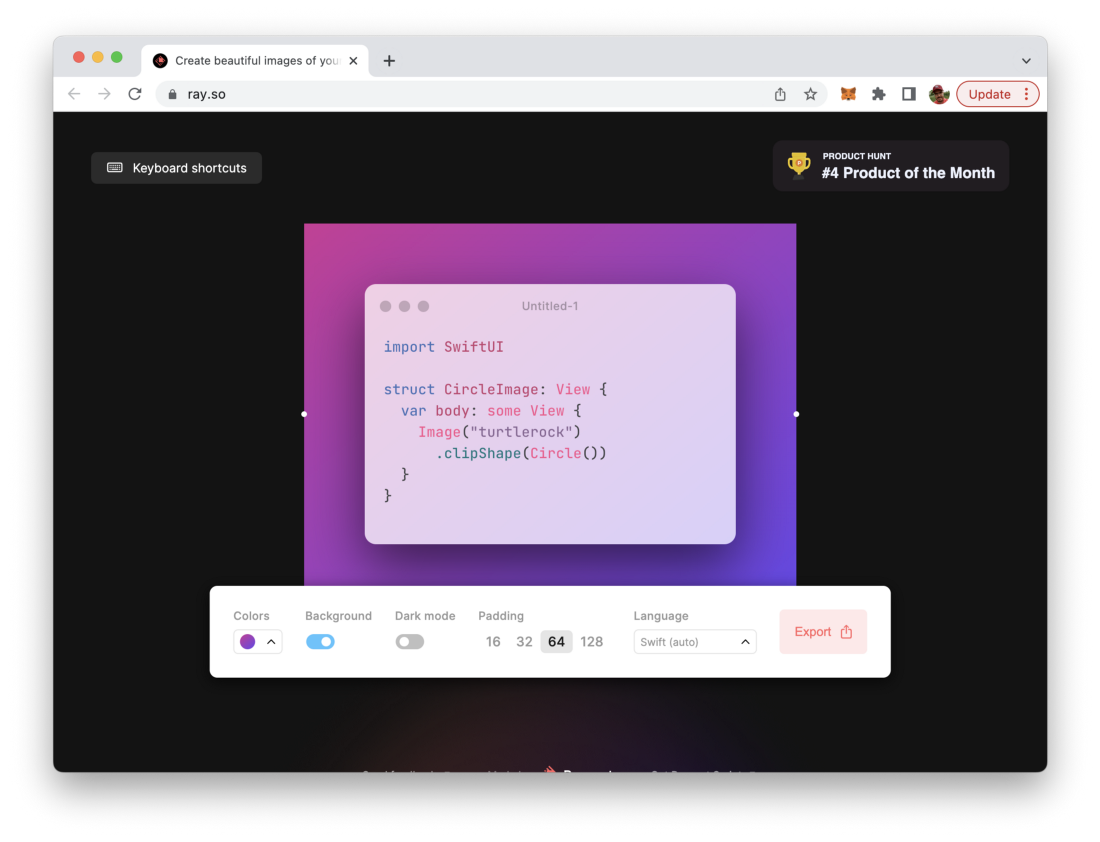 Create beautiful images of you
ray.so
Update
Keyboard shortcuts
PRODUCT HUNT
#4 Product of the Month
Untitled-1
import SwiftUI
struct CircleImage: View {
  var body: some View {
    Image("turtlerock")
      .clipShape(Circle())
  }
}
Colors Background Dark mode Padding Language
16 32 64 128 Swift (auto)
Export